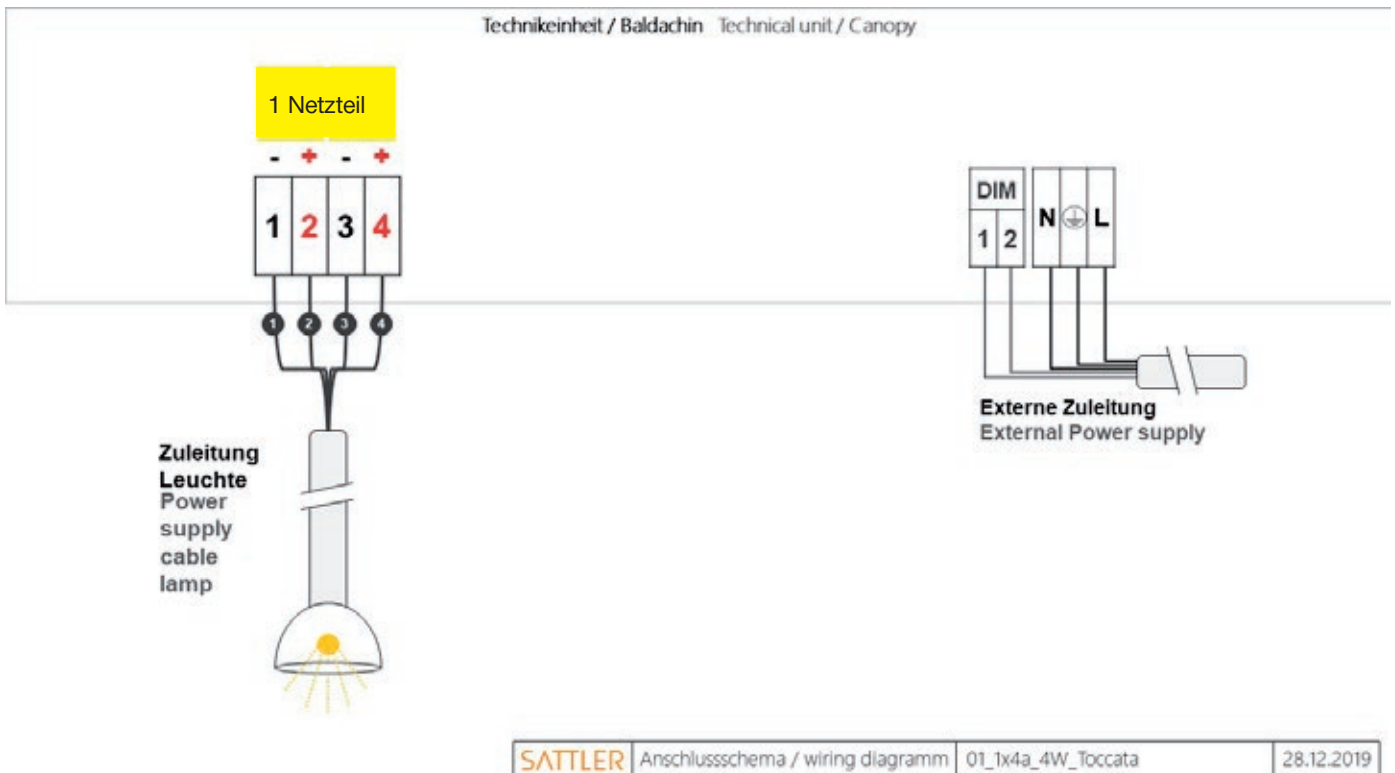 Technikeinheit / Baldachin Technical unit / Canopy
1 Netzteil
- + - +
1 2 3 4
DIM
1 2
N L
1 2 3 4
Externe Zuleitung
External Power supply
Zuleitung
Leuchte
Power
supply
cable
lamp
SATTLER Anschlussschema / wiring diagramm 01_1x4a_4W_Toccata 28.12.2019